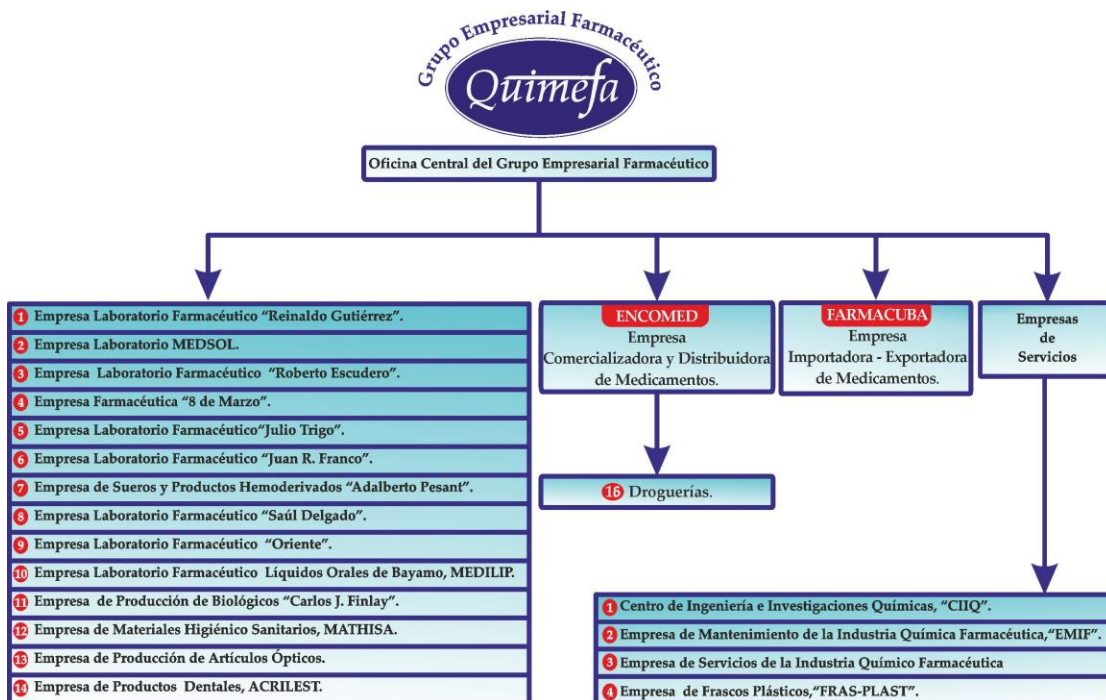 Grupo Empresarial Farmacéutico
Quimefa
Oficina Central del Grupo Empresarial Farmacéutico
1 Empresa Laboratorio Farmacéutico “Reinaldo Gutiérrez”.
2 Empresa Laboratorio MEDSOL.
3 Empresa Laboratorio Farmacéutico “Roberto Escudero”.
4 Empresa Farmacéutica “8 de Marzo”.
5 Empresa Laboratorio Farmacéutico“Julio Trigo”.
6 Empresa Laboratorio Farmacéutico “Juan R. Franco”.
7 Empresa de Sueros y Productos Hemoderivados “Adalberto Pesant”.
8 Empresa Laboratorio Farmacéutico “Saúl Delgado”.
9 Empresa Laboratorio Farmacéutico “Oriente”.
10 Empresa Laboratorio Farmacéutico Líquidos Orales de Bayamo, MEDILIP.
11 Empresa de Producción de Biológicos “Carlos J. Finlay”.
12 Empresa de Materiales Higiénico Sanitarios, MATHISA.
13 Empresa de Producción de Artículos Ópticos.
14 Empresa de Productos Dentales, ACRILEST.
ENCOMED
Empresa
Comercializadora y Distribuidora
de Medicamentos.
16 Droguerías.
FARMACUBA
Empresa
Importadora - Exportadora
de Medicamentos.
Empresas
de
Servicios
1 Centro de Ingeniería e Investigaciones Químicas, “CIIQ”.
2 Empresa de Mantenimiento de la Industria Química Farmacéutica,“EMIF”.
3 Empresa de Servicios de la Industria Químico Farmacéutica
4 Empresa de Frascos Plásticos,“FRAS-PLAST”.